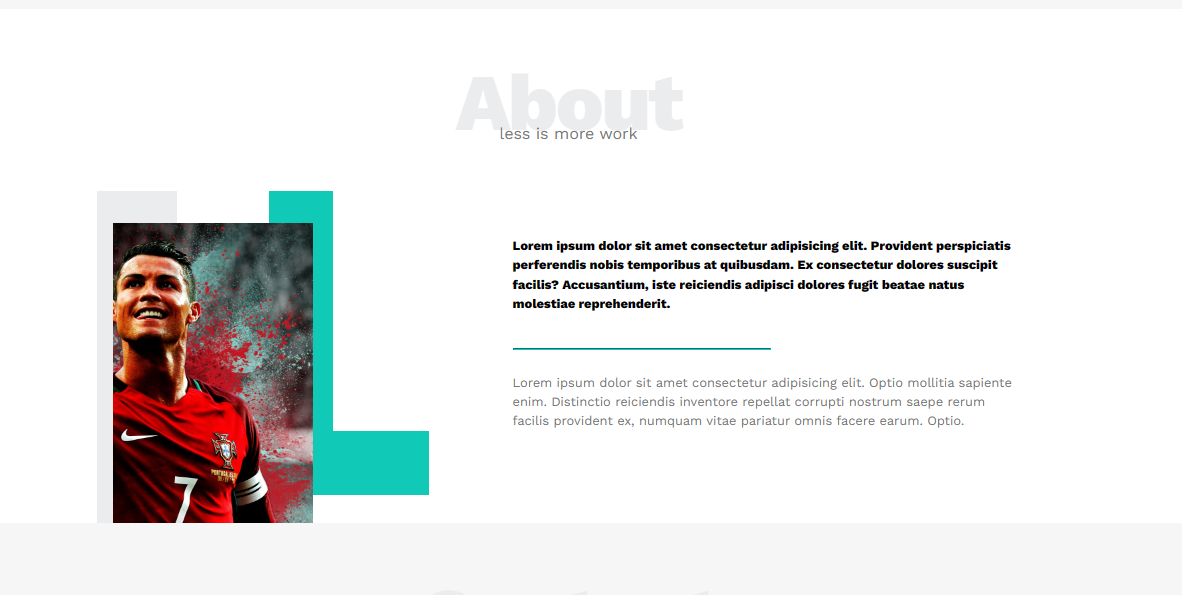 About
less is more work
Lorem ipsum dolor sit amet consectetur adipisicing elit. Provident perspiciatis
perferendis nobis temporibus at quibusdam. Ex consectetur dolores suscipit
facilis? Accusantium, iste reiciendis adipisci dolores fugit beatae natus
molestiae reprehenderit.
Lorem ipsum dolor sit amet consectetur adipisicing elit. Optio mollitia sapiente
enim. Distinctio reiciendis inventore repellat corrupti nostrum saepe rerum
facilis provident ex, numquam vitae pariatur omnis facere earum. Optio.
7